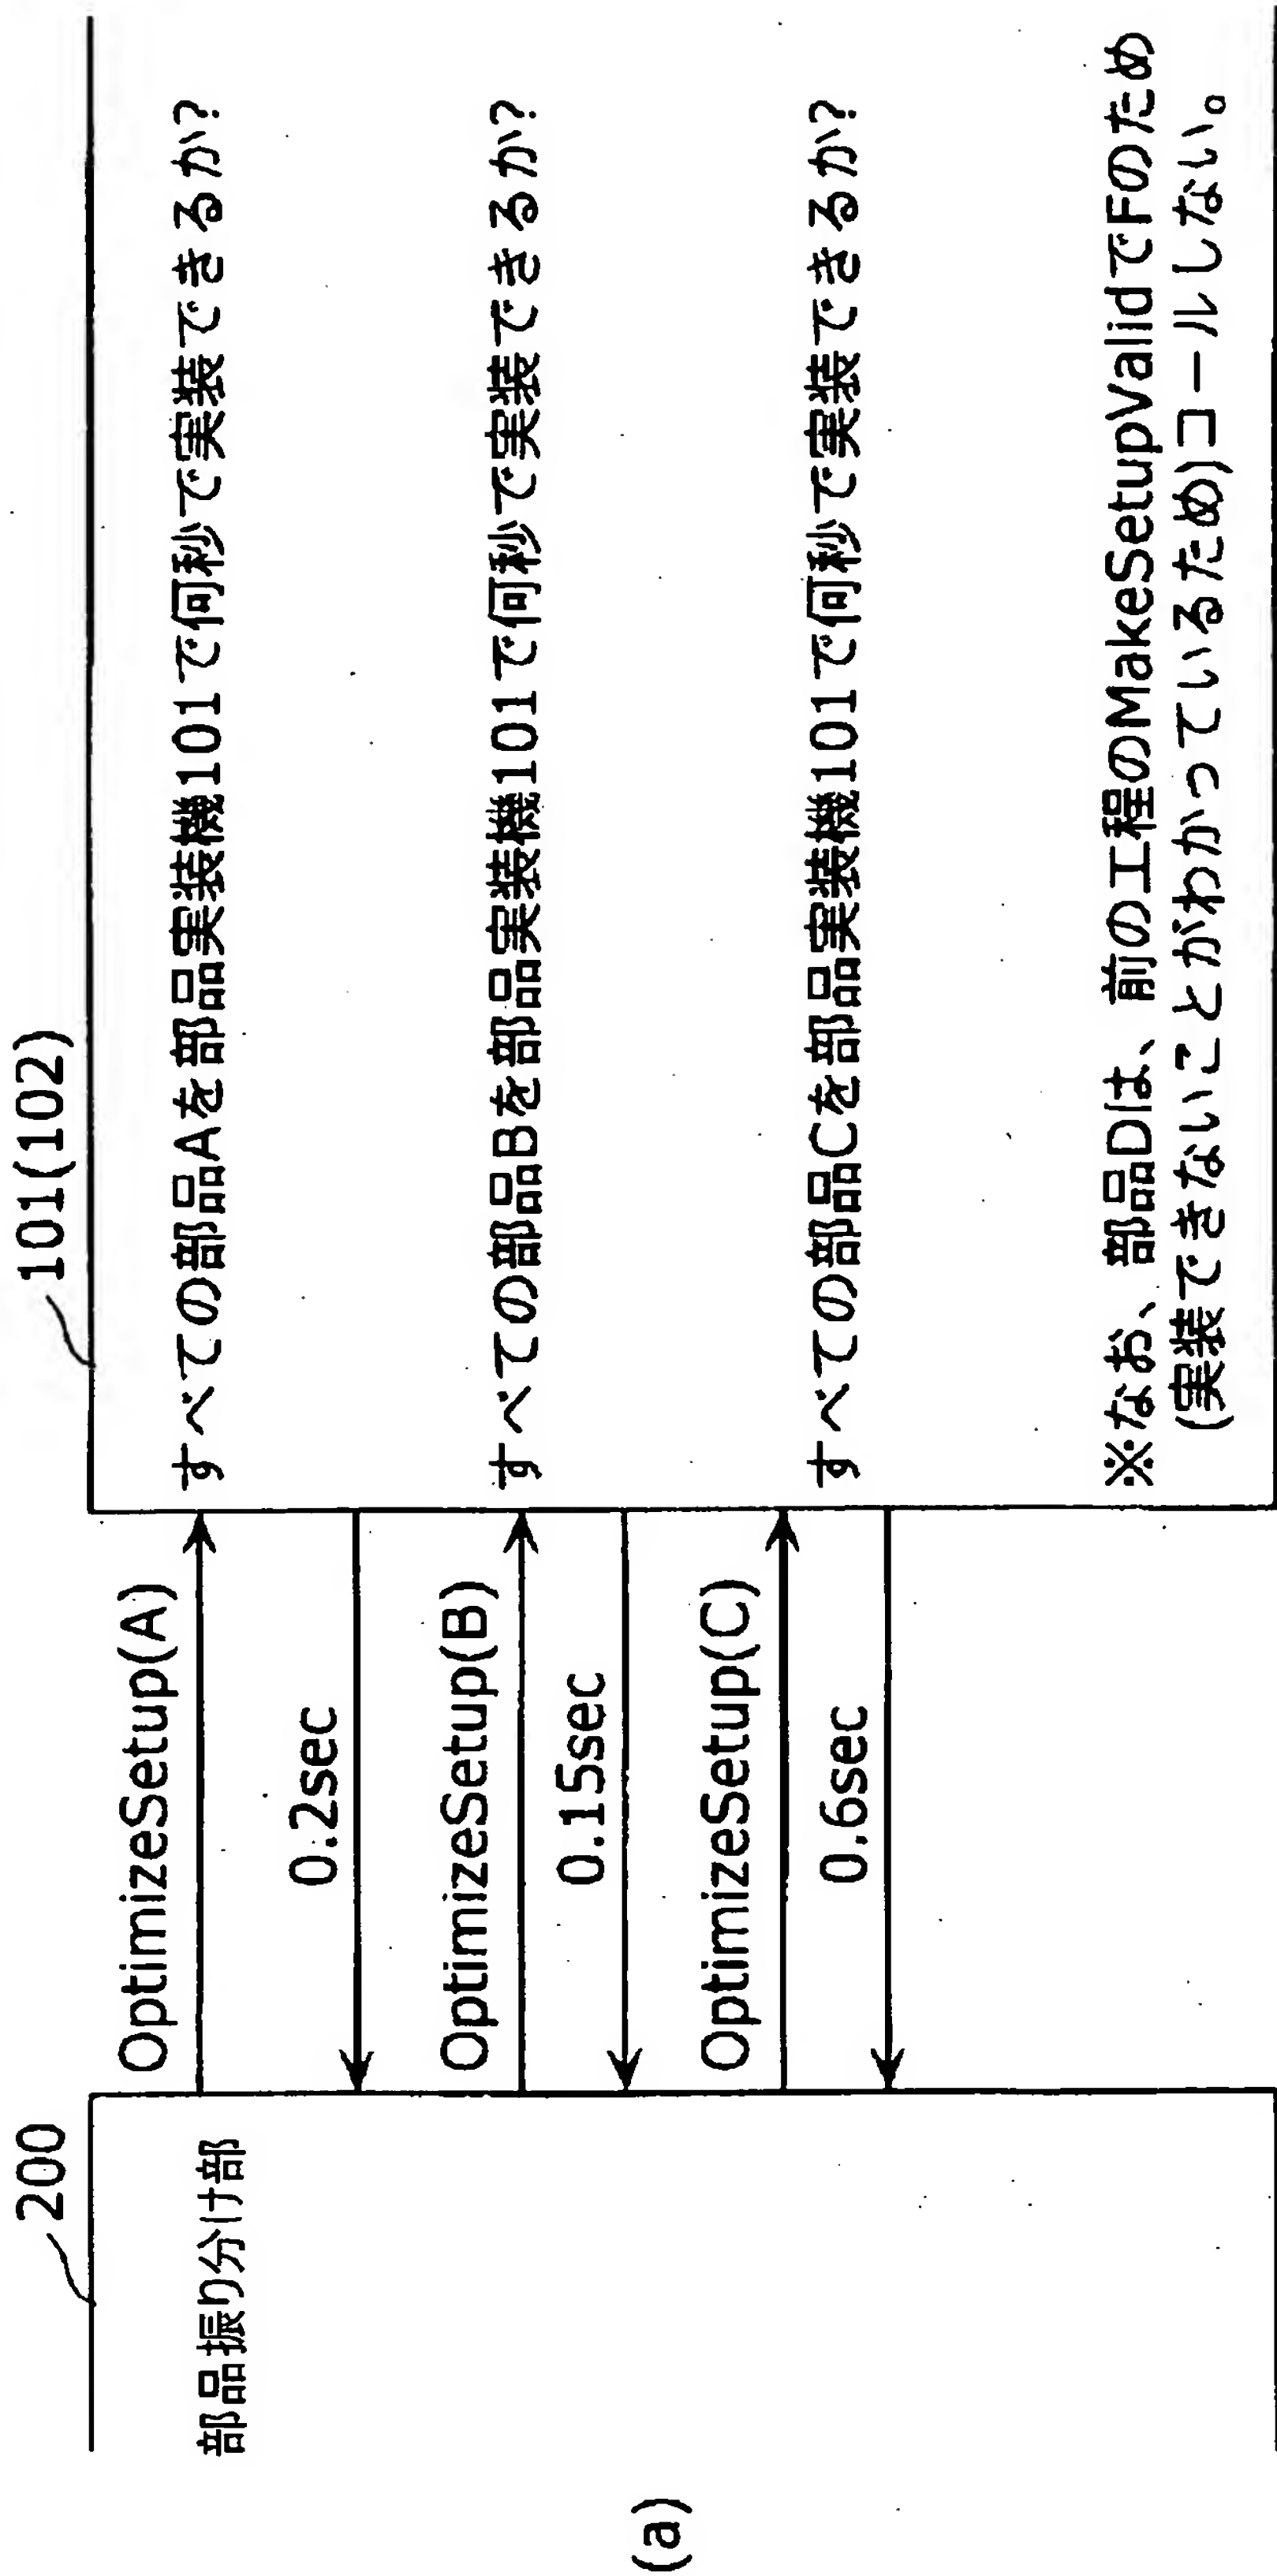 (a)
200
部品振り分け部
101(102)
OptimizeSetup(A)
すべての部品Aを部品実装機101で何秒で実装できるか?
0.2sec
OptimizeSetup(B)
すべての部品Bを部品実装機101で何秒で実装できるか?
0.15sec
OptimizeSetup(C)
すべての部品Cを部品実装機101で何秒で実装できるか?
0.6sec
※なお、部品Dは、前の工程のMakeSetupValidでFのため
(実装できないことがわかっているため)コールしない。